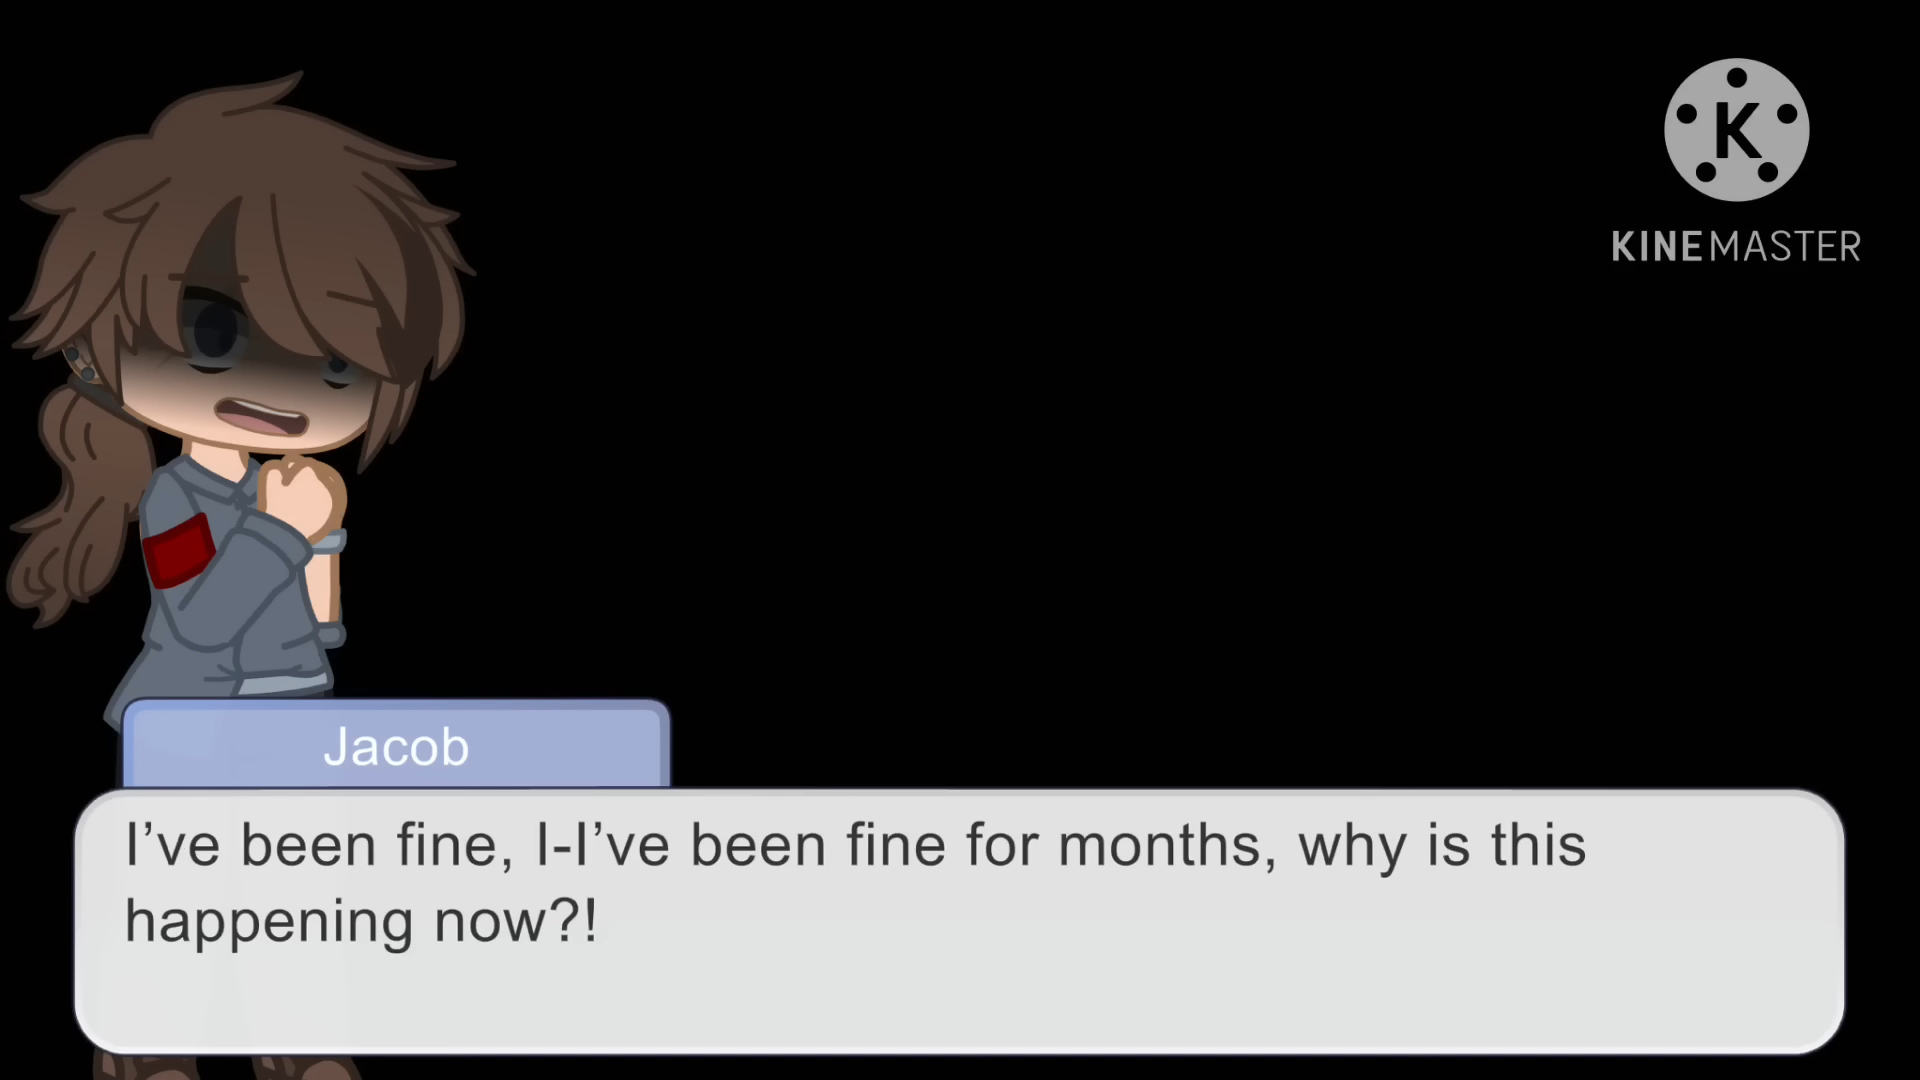 KINEMASTER
Jacob
I’ve been fine, I-I’ve been fine for months, why is this
happening now?!